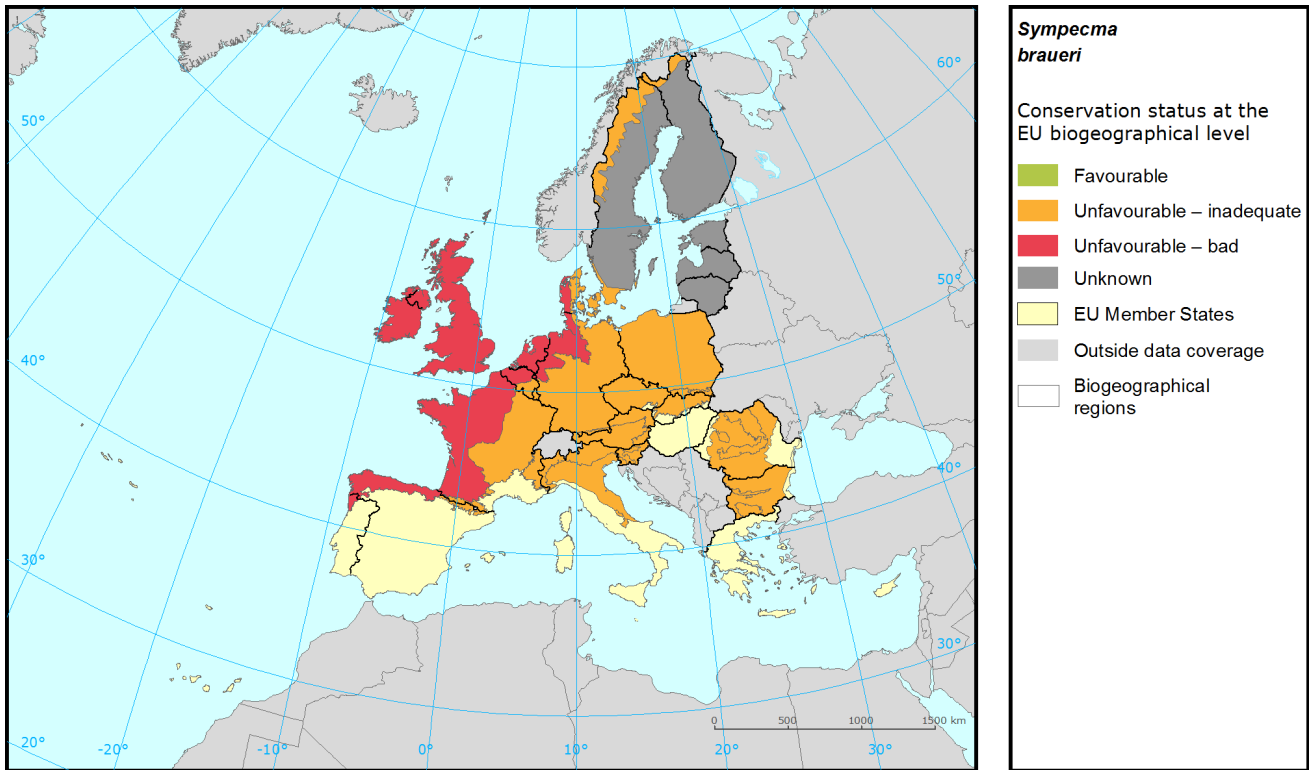 60°
50°
50°
40°
40°
30°
30°
20°
-20°
-10°
0°
10°
20°
30°
0 500 1000 1500 km
Sympecma
braueri
Conservation status at the
EU biogeographical level
Favourable
Unfavourable – inadequate
Unfavourable – bad
Unknown
EU Member States
Outside data coverage
Biogeographical
regions